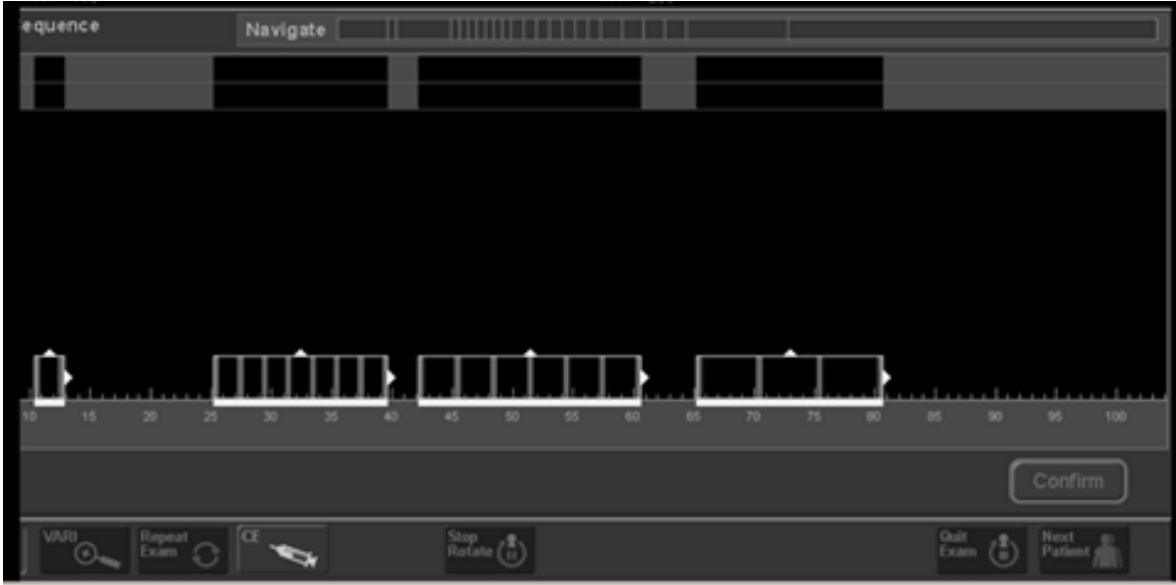 equence
Navigate
10 15 20 25 30 35 40 45 50 55 60 65 70 75 80 85 90 95 100
Confirm
VARI
Repeat
Exam
CE
Stop
Rotate
Quit
Exam
Next
Patient